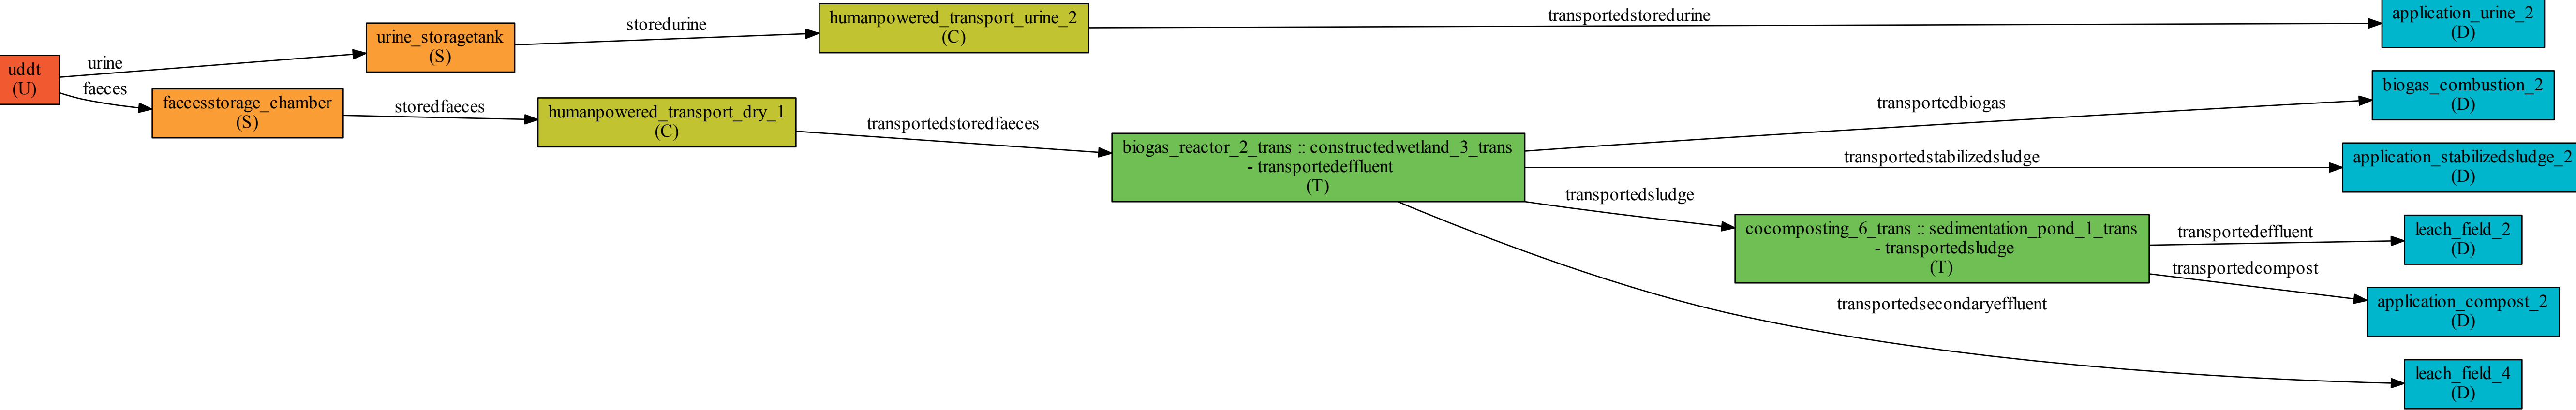 uddt
(U)
urine
faeces
urine_storagetank
(S)
faecesstorage_chamber
(S)
storedurine
storedfaeces
humanpowered_transport_urine_2
(C)
humanpowered_transport_dry_1
(C)
transportedstoredurine
transportedstoredfaeces
biogas_reactor_2_trans :: constructedwetland_3_trans
- transportedeffluent
(T)
transportedbiogas
transportedstabilizedsludge
transportedsludge
transportedsecondaryeffluent
cocomposting_6_trans :: sedimentation_pond_1_trans
- transportedsludge
(T)
transportedeffluent
transportedcompost
application_urine_2
(D)
biogas_combustion_2
(D)
application_stabilizedsludge_2
(D)
leach_field_2
(D)
application_compost_2
(D)
leach_field_4
(D)